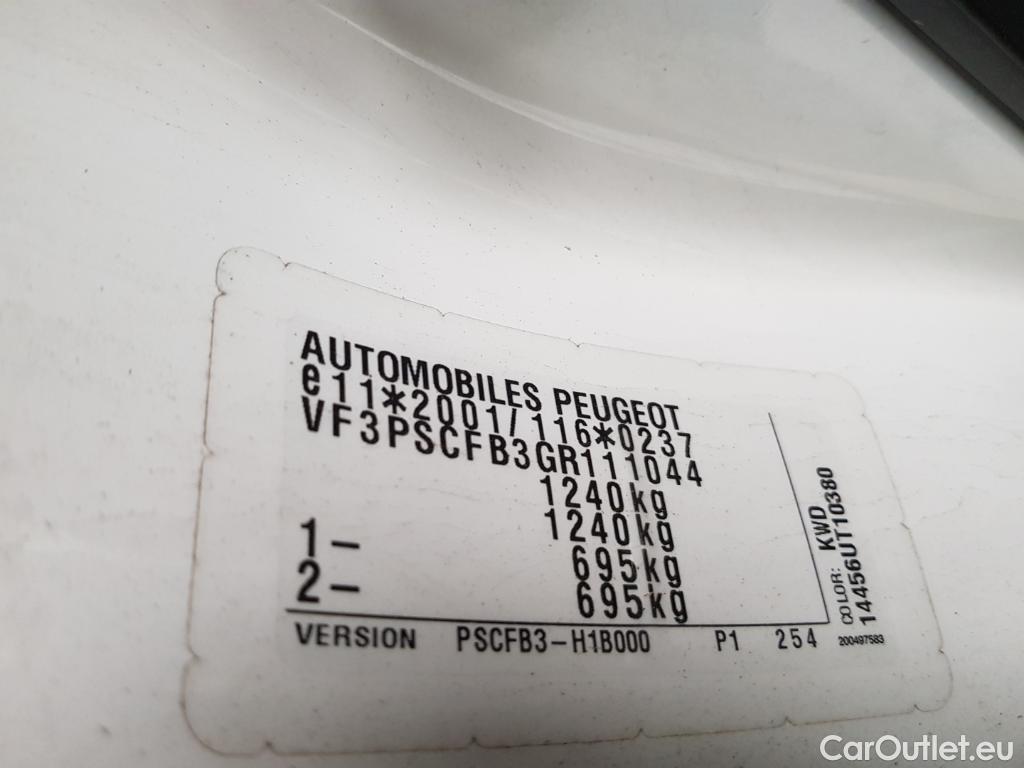 AUTOMOBILES PEUGEOT
e11*2001/116*0237
VF3PSCFB3GR111044
1240kg
1240kg
1- 695kg
2- 695kg
VERSION PSCFB3-H1B000 P1 254
COLOR: KWD
14456UT10380
200497583
CarOutlet.eu